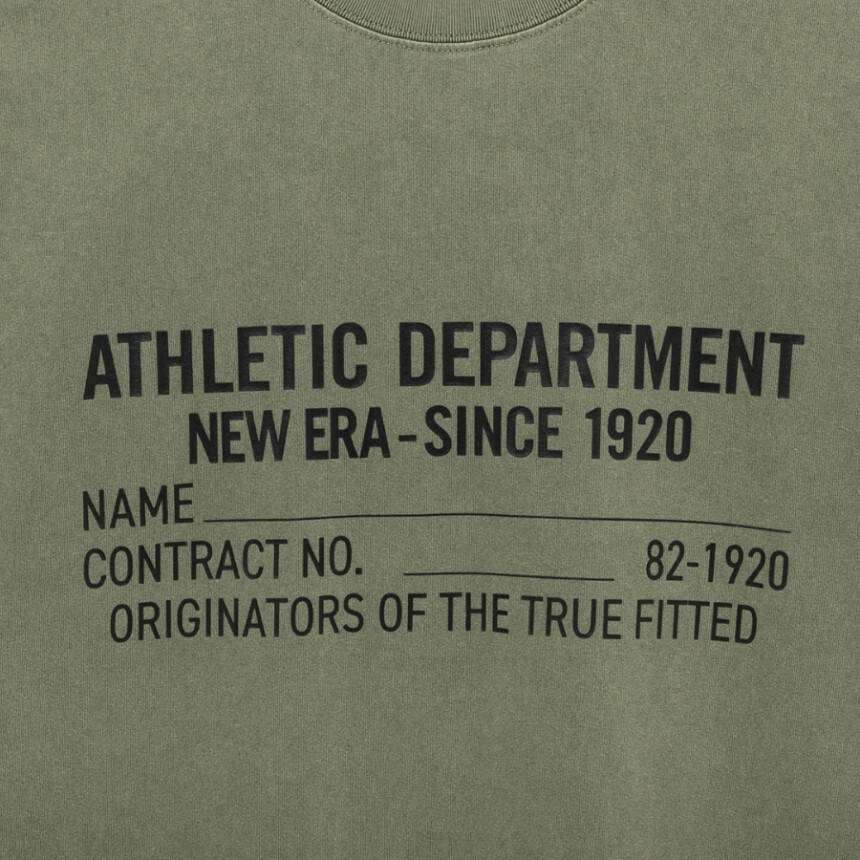 ATHLETIC DEPARTMENT
NEW ERA-SINCE 1920
NAME
CONTRACT NO. 82-1920
ORIGINATORS OF THE TRUE FITTED